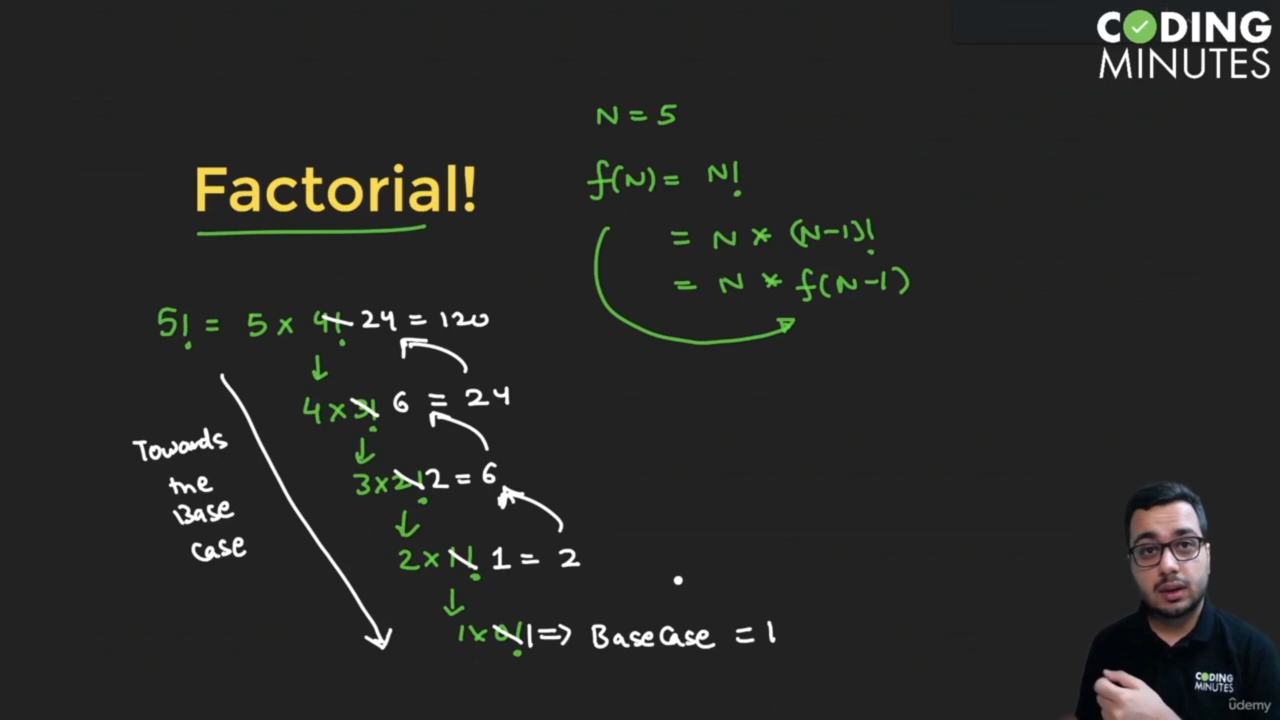 CODING
MINUTES
N = 5
Factorial!
f(N) = N!
= N * (N-1)!
= N * f(N-1)
5! = 5 x 4! 24 = 120
4 x 3! 6 = 24
Towards
the
Base
case
3 x 2! 2 = 6
2 x 1! 1 = 2
1 x 0! 1 => Base Case = 1
CODING
MINUTES
ûdemy